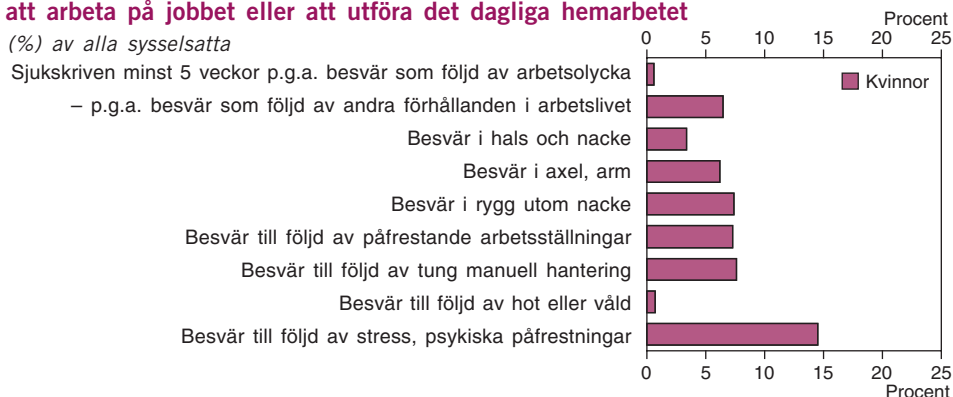 att arbeta på jobbet eller att utföra det dagliga hemarbetet
(%) av alla sysselsatta
Procent
0 5 10 15 20 25
Sjukskriven minst 5 veckor p.g.a. besvär som följd av arbetsolycka
Kvinnor
– p.g.a. besvär som följd av andra förhållanden i arbetslivet
Besvär i hals och nacke
Besvär i axel, arm
Besvär i rygg utom nacke
Besvär till följd av påfrestande arbetsställningar
Besvär till följd av tung manuell hantering
Besvär till följd av hot eller våld
Besvär till följd av stress, psykiska påfrestningar
0 5 10 15 20 25
Procent